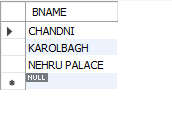 BNAME
CHANDNI
KAROLBAGH
NEHRU PALACE
NULL